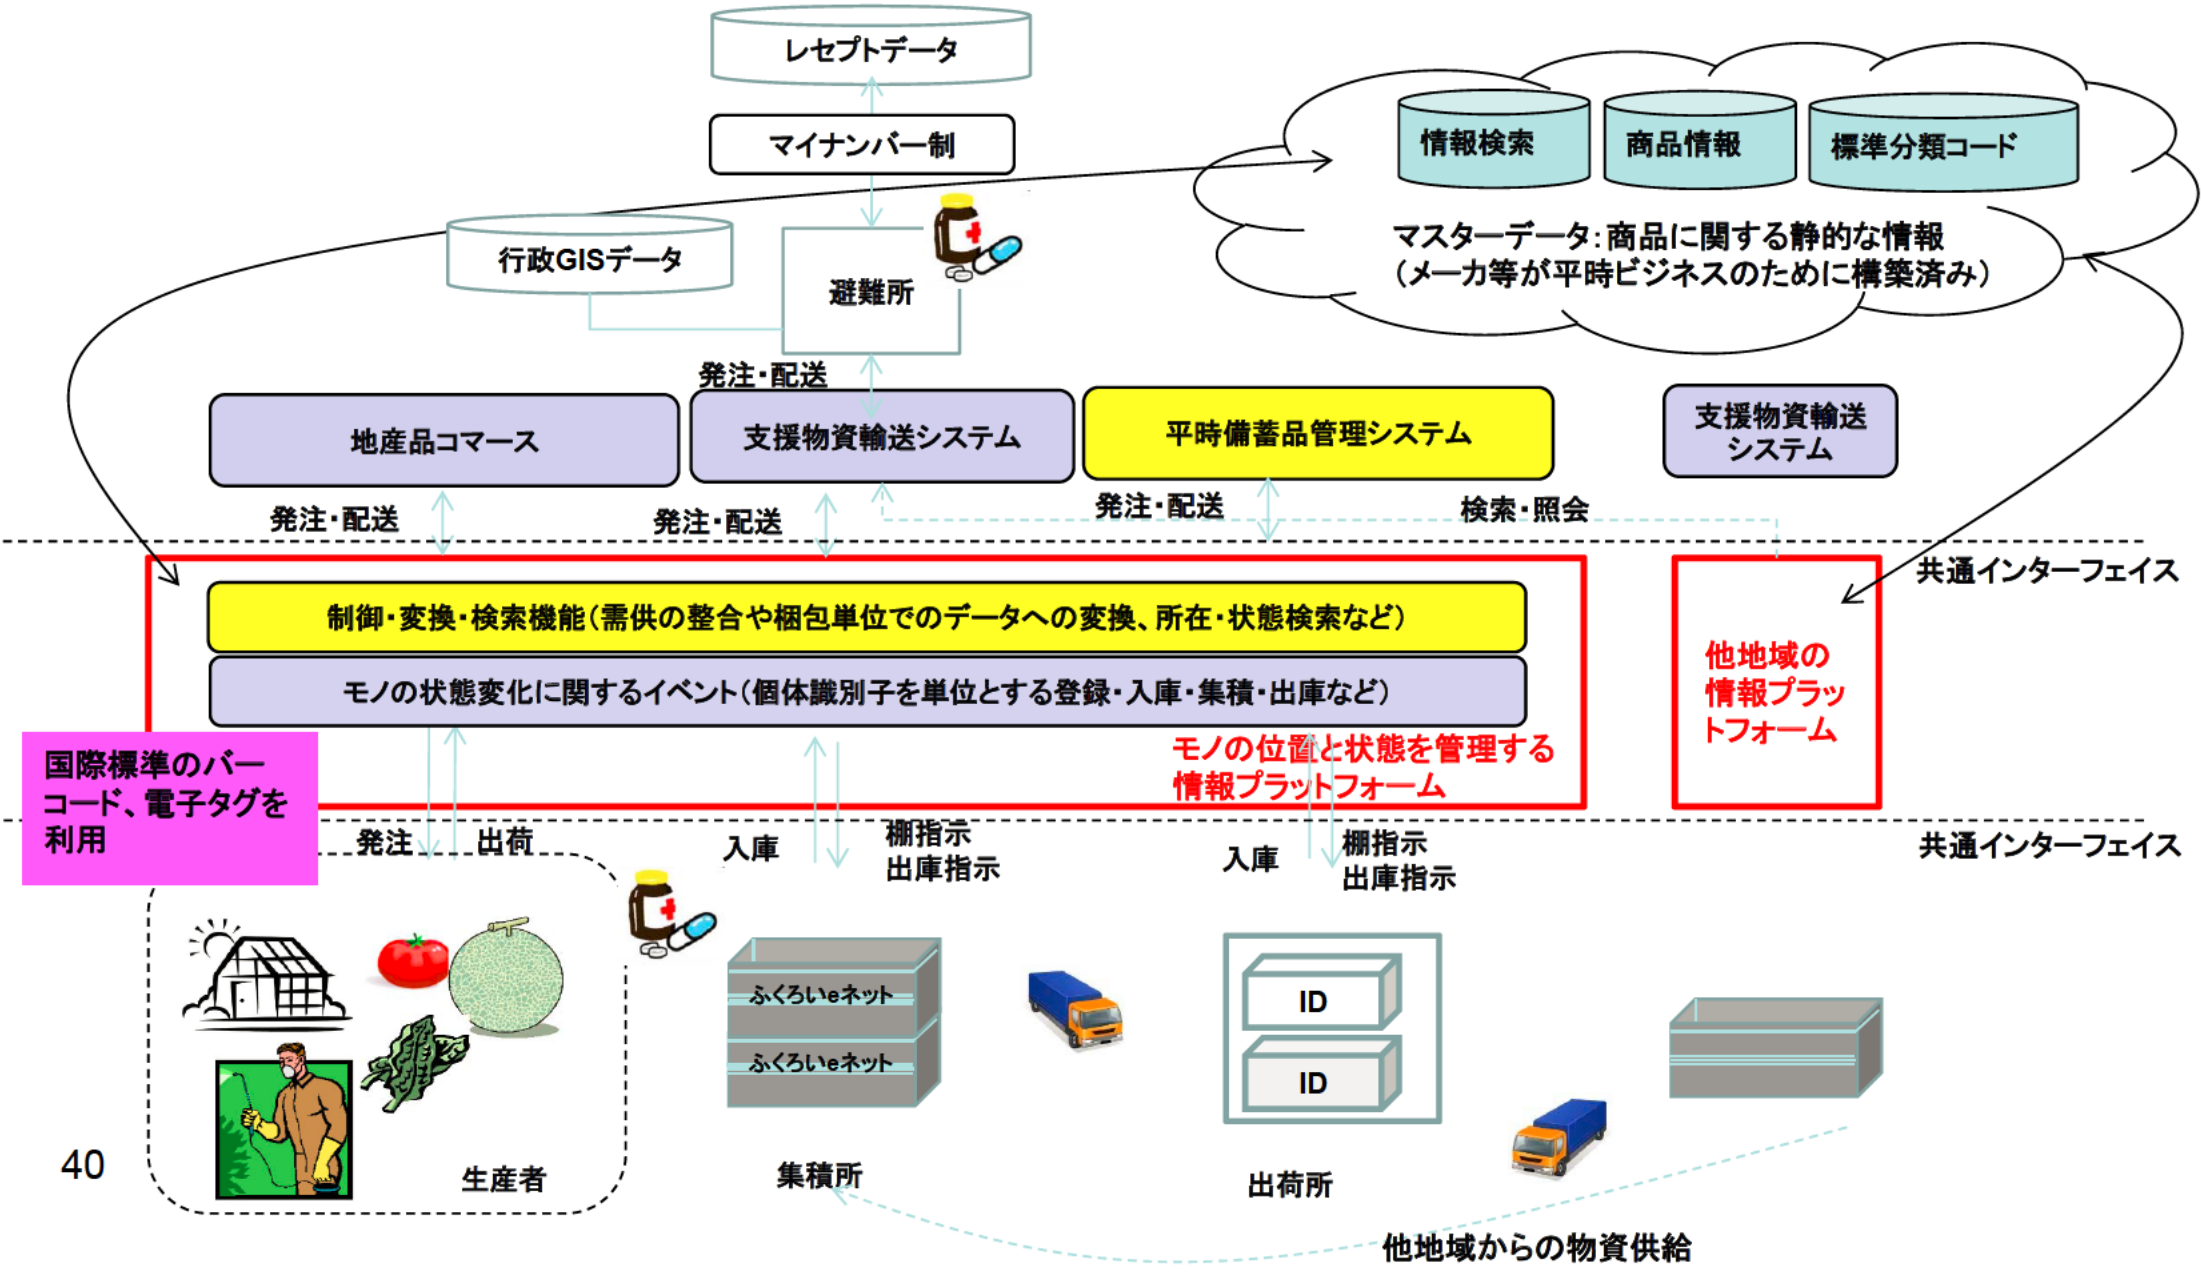 レセプトデータ
マイナンバー制
情報検索
商品情報
標準分類コード
行政GISデータ
避難所
マスターデータ:商品に関する静的な情報
(メーカ等が平時ビジネスのために構築済み)
発注・配送
地産品コマース
支援物資輸送システム
平時備蓄品管理システム
支援物資輸送
システム
発注・配送
発注・配送
発注・配送
検索・照会
共通インターフェイス
制御・変換・検索機能(需供の整合や梱包単位でのデータへの変換、所在・状態検索など)
モノの状態変化に関するイベント(個体識別子を単位とする登録・入庫・集積・出庫など)
他地域の
情報プラッ
トフォーム
モノの位置と状態を管理する
情報プラットフォーム
国際標準のバー
コード、電子タグを
利用
発注
出荷
入庫
棚指示
出庫指示
入庫
棚指示
出庫指示
共通インターフェイス
ふくろいeネット
ふくろいeネット
ID
ID
生産者
集積所
出荷所
他地域からの物資供給
40